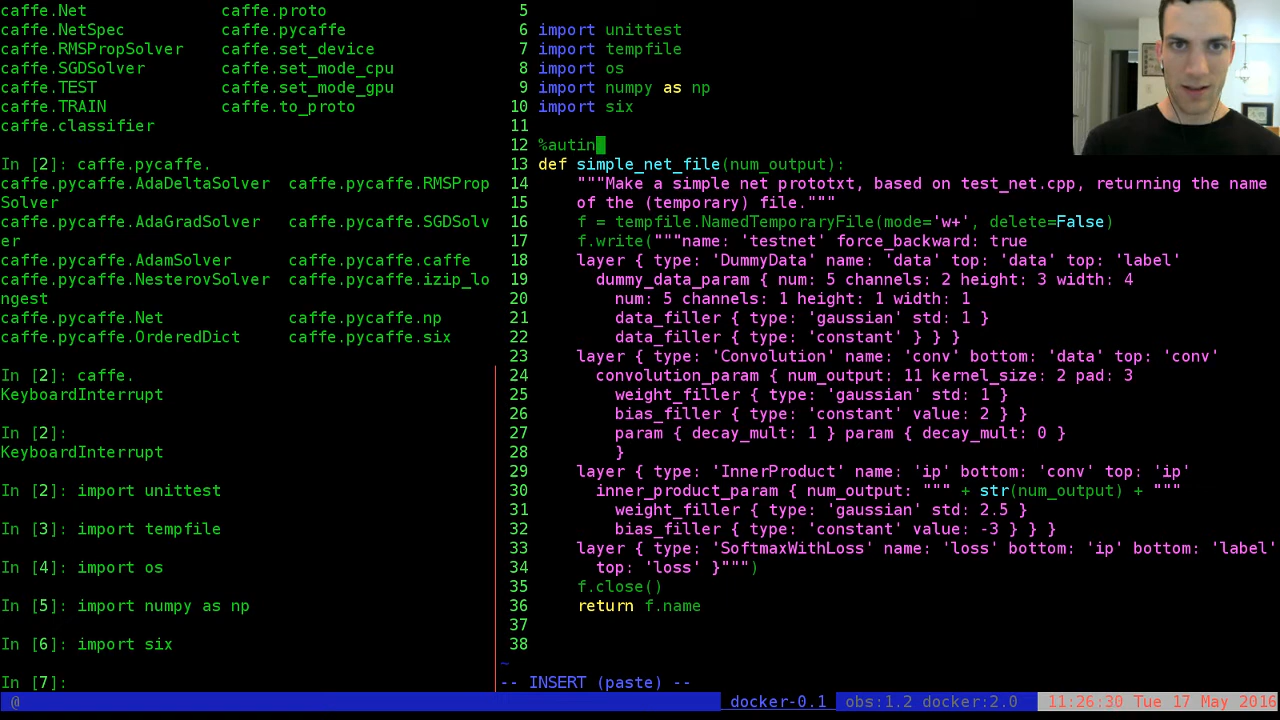 caffe.Net              caffe.proto
caffe.NetSpec          caffe.pycaffe
caffe.RMSPropSolver    caffe.set_device
caffe.SGDSolver        caffe.set_mode_cpu
caffe.TEST             caffe.set_mode_gpu
caffe.TRAIN            caffe.to_proto
caffe.classifier
In [2]: caffe.pycaffe.
caffe.pycaffe.AdaDeltaSolver  caffe.pycaffe.RMSProp
Solver
caffe.pycaffe.AdaGradSolver   caffe.pycaffe.SGDSolv
er
caffe.pycaffe.AdamSolver      caffe.pycaffe.caffe
caffe.pycaffe.NesterovSolver  caffe.pycaffe.izip_lo
ngest
caffe.pycaffe.Net             caffe.pycaffe.np
caffe.pycaffe.OrderedDict     caffe.pycaffe.six
In [2]: caffe.
KeyboardInterrupt
In [2]:
KeyboardInterrupt
In [2]: import unittest
In [3]: import tempfile
In [4]: import os
In [5]: import numpy as np
In [6]: import six
In [7]:
5
6 import unittest
7 import tempfile
8 import os
9 import numpy as np
10 import six
11
12 %autin
13 def simple_net_file(num_output):
14     """Make a simple net prototxt, based on test_net.cpp, returning the name
15     of the (temporary) file."""
16     f = tempfile.NamedTemporaryFile(mode='w+', delete=False)
17     f.write("""name: 'testnet' force_backward: true
18     layer { type: 'DummyData' name: 'data' top: 'data' top: 'label'
19       dummy_data_param { num: 5 channels: 2 height: 3 width: 4
20         num: 5 channels: 1 height: 1 width: 1
21         data_filler { type: 'gaussian' std: 1 }
22         data_filler { type: 'constant' } } }
23     layer { type: 'Convolution' name: 'conv' bottom: 'data' top: 'conv'
24       convolution_param { num_output: 11 kernel_size: 2 pad: 3
25         weight_filler { type: 'gaussian' std: 1 }
26         bias_filler { type: 'constant' value: 2 } }
27         param { decay_mult: 1 } param { decay_mult: 0 }
28         }
29     layer { type: 'InnerProduct' name: 'ip' bottom: 'conv' top: 'ip'
30       inner_product_param { num_output: """ + str(num_output) + """
31         weight_filler { type: 'gaussian' std: 2.5 }
32         bias_filler { type: 'constant' value: -3 } } }
33     layer { type: 'SoftmaxWithLoss' name: 'loss' bottom: 'ip' bottom: 'label'
34       top: 'loss' }""")
35     f.close()
36     return f.name
37
38
~
-- INSERT (paste) --
@ docker-0.1 obs:1.2 docker:2.0 11:26:30 Tue 17 May 2016